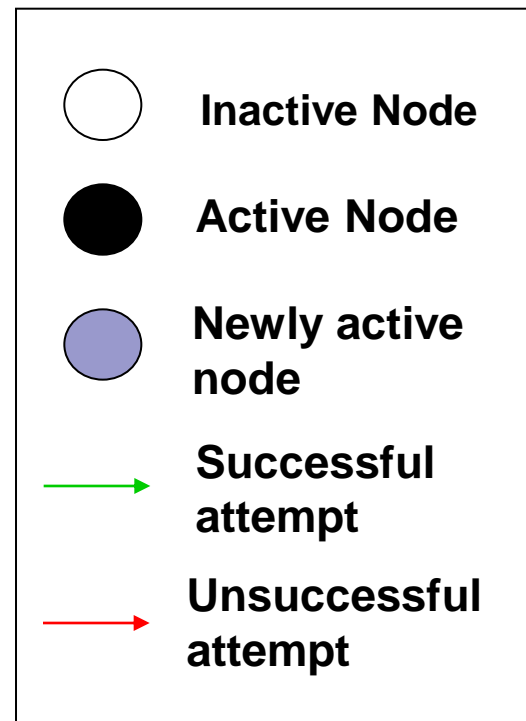 Inactive Node
Active Node
Newly active
node
Successful
attempt
Unsuccessful
attempt